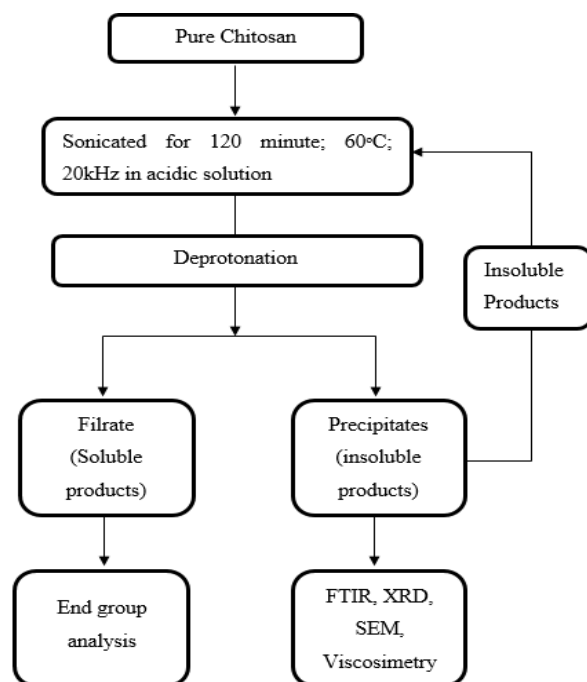 Pure Chitosan
Sonicated for 120 minute; 60°C;
20kHz in acidic solution
Deprotonation
Insoluble
Products
Filrate
(Soluble
products)
Precipitates
(insoluble
products)
End group
analysis
FTIR, XRD,
SEM,
Viscosimetry